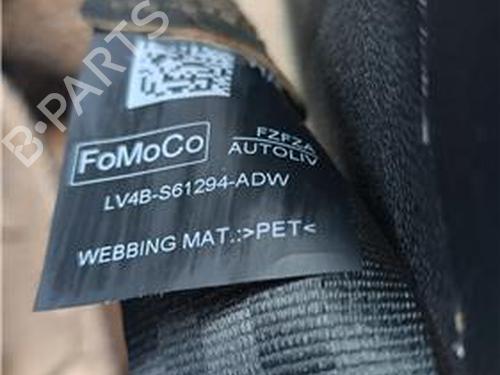 B-PARTS
FoMoCo
FZFZA
AUTOLIV
LV4B-S61294-ADW
WEBBING MAT.:>PET<